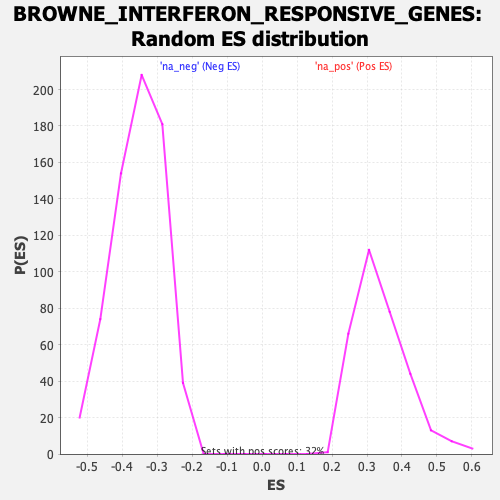 BROWNE_INTERFERON_RESPONSIVE_GENES:
Random ES distribution
'na_neg' (Neg ES) 'na_pos' (Pos ES)
200
180
160
140
120
100
80
60
40
20
0
P(ES)
Sets with pos scores: 32%
-0.5 -0.4 -0.3 -0.2 -0.1 0.0 0.1 0.2 0.3 0.4 0.5 0.6
ES